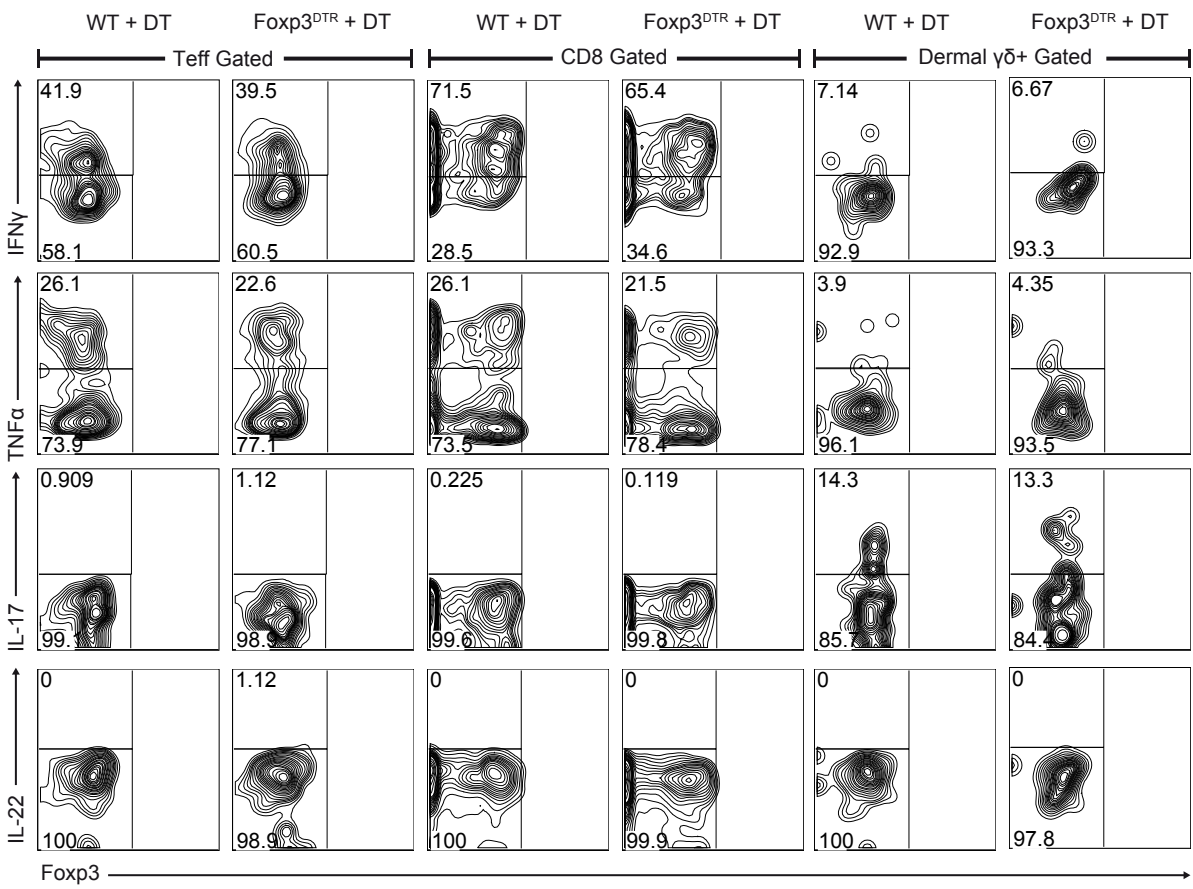 WT + DT Foxp3DTR + DT WT + DT Foxp3DTR + DT WT + DT Foxp3DTR + DT
Teff Gated CD8 Gated Dermal γδ+ Gated
IFNγ
41.9 39.5 71.5 65.4 7.14 6.67
58.1 60.5 28.5 34.6 92.9 93.3
TNFα
26.1 22.6 26.1 21.5 3.9 4.35
73.9 77.1 73.5 78.4 96.1 93.5
IL-17
0.909 1.12 0.225 0.119 14.3 13.3
99.1 98.9 99.6 99.8 85.7 84.4
IL-22
0 1.12 0 0 0 0
100 98.9 100 99.9 100 97.8
Foxp3